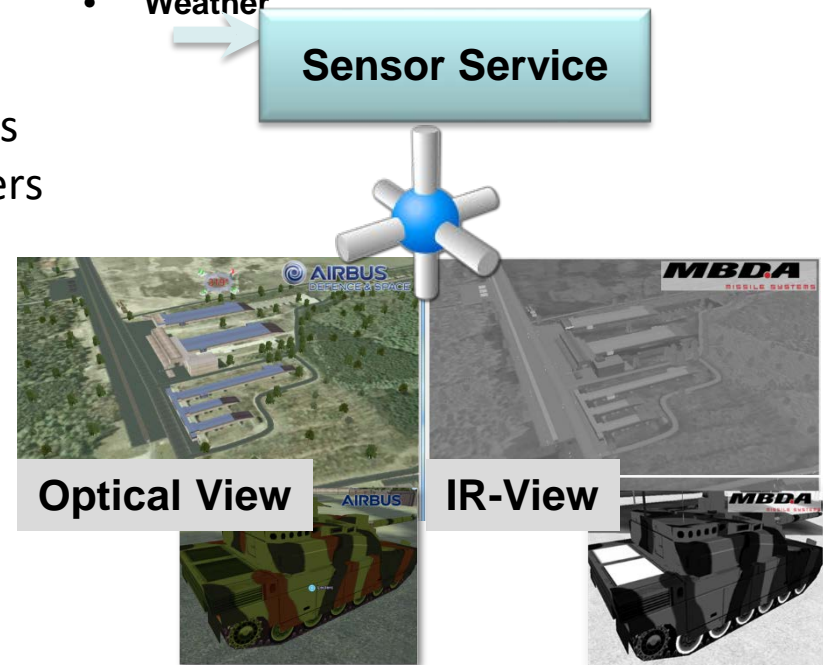 • Weather
Sensor Service
s
ers
AIRBUS
DEFENCE & SPACE
MBDA
MISSILE SYSTEMS
Optical View
IR-View
AIRBUS
MBDA
MISSILE SYSTEMS